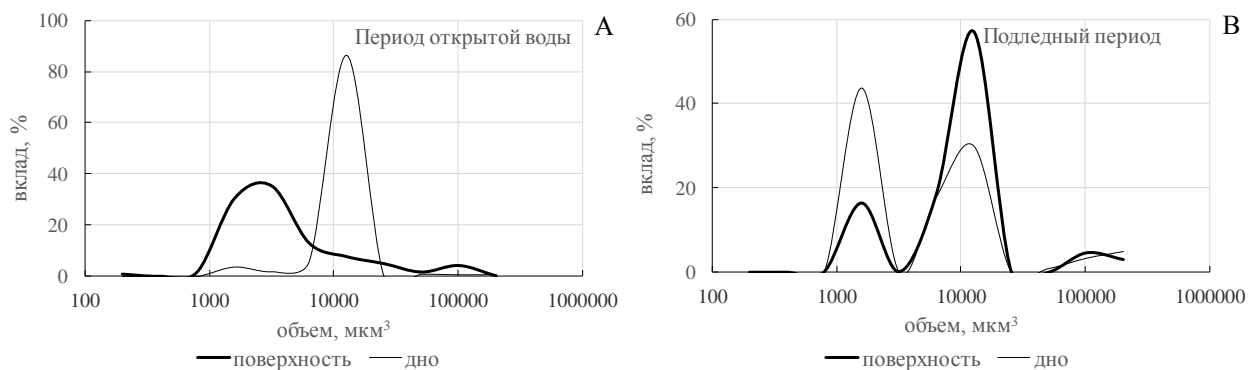 100
Период открытой воды
A
80
60
40
20
0
вклад, %
100
1000
10000
100000
1000000
объем, мкм³
поверхность
дно
60
Подледный период
B
40
20
0
вклад, %
100
1000
10000
100000
1000000
объем, мкм³
поверхность
дно